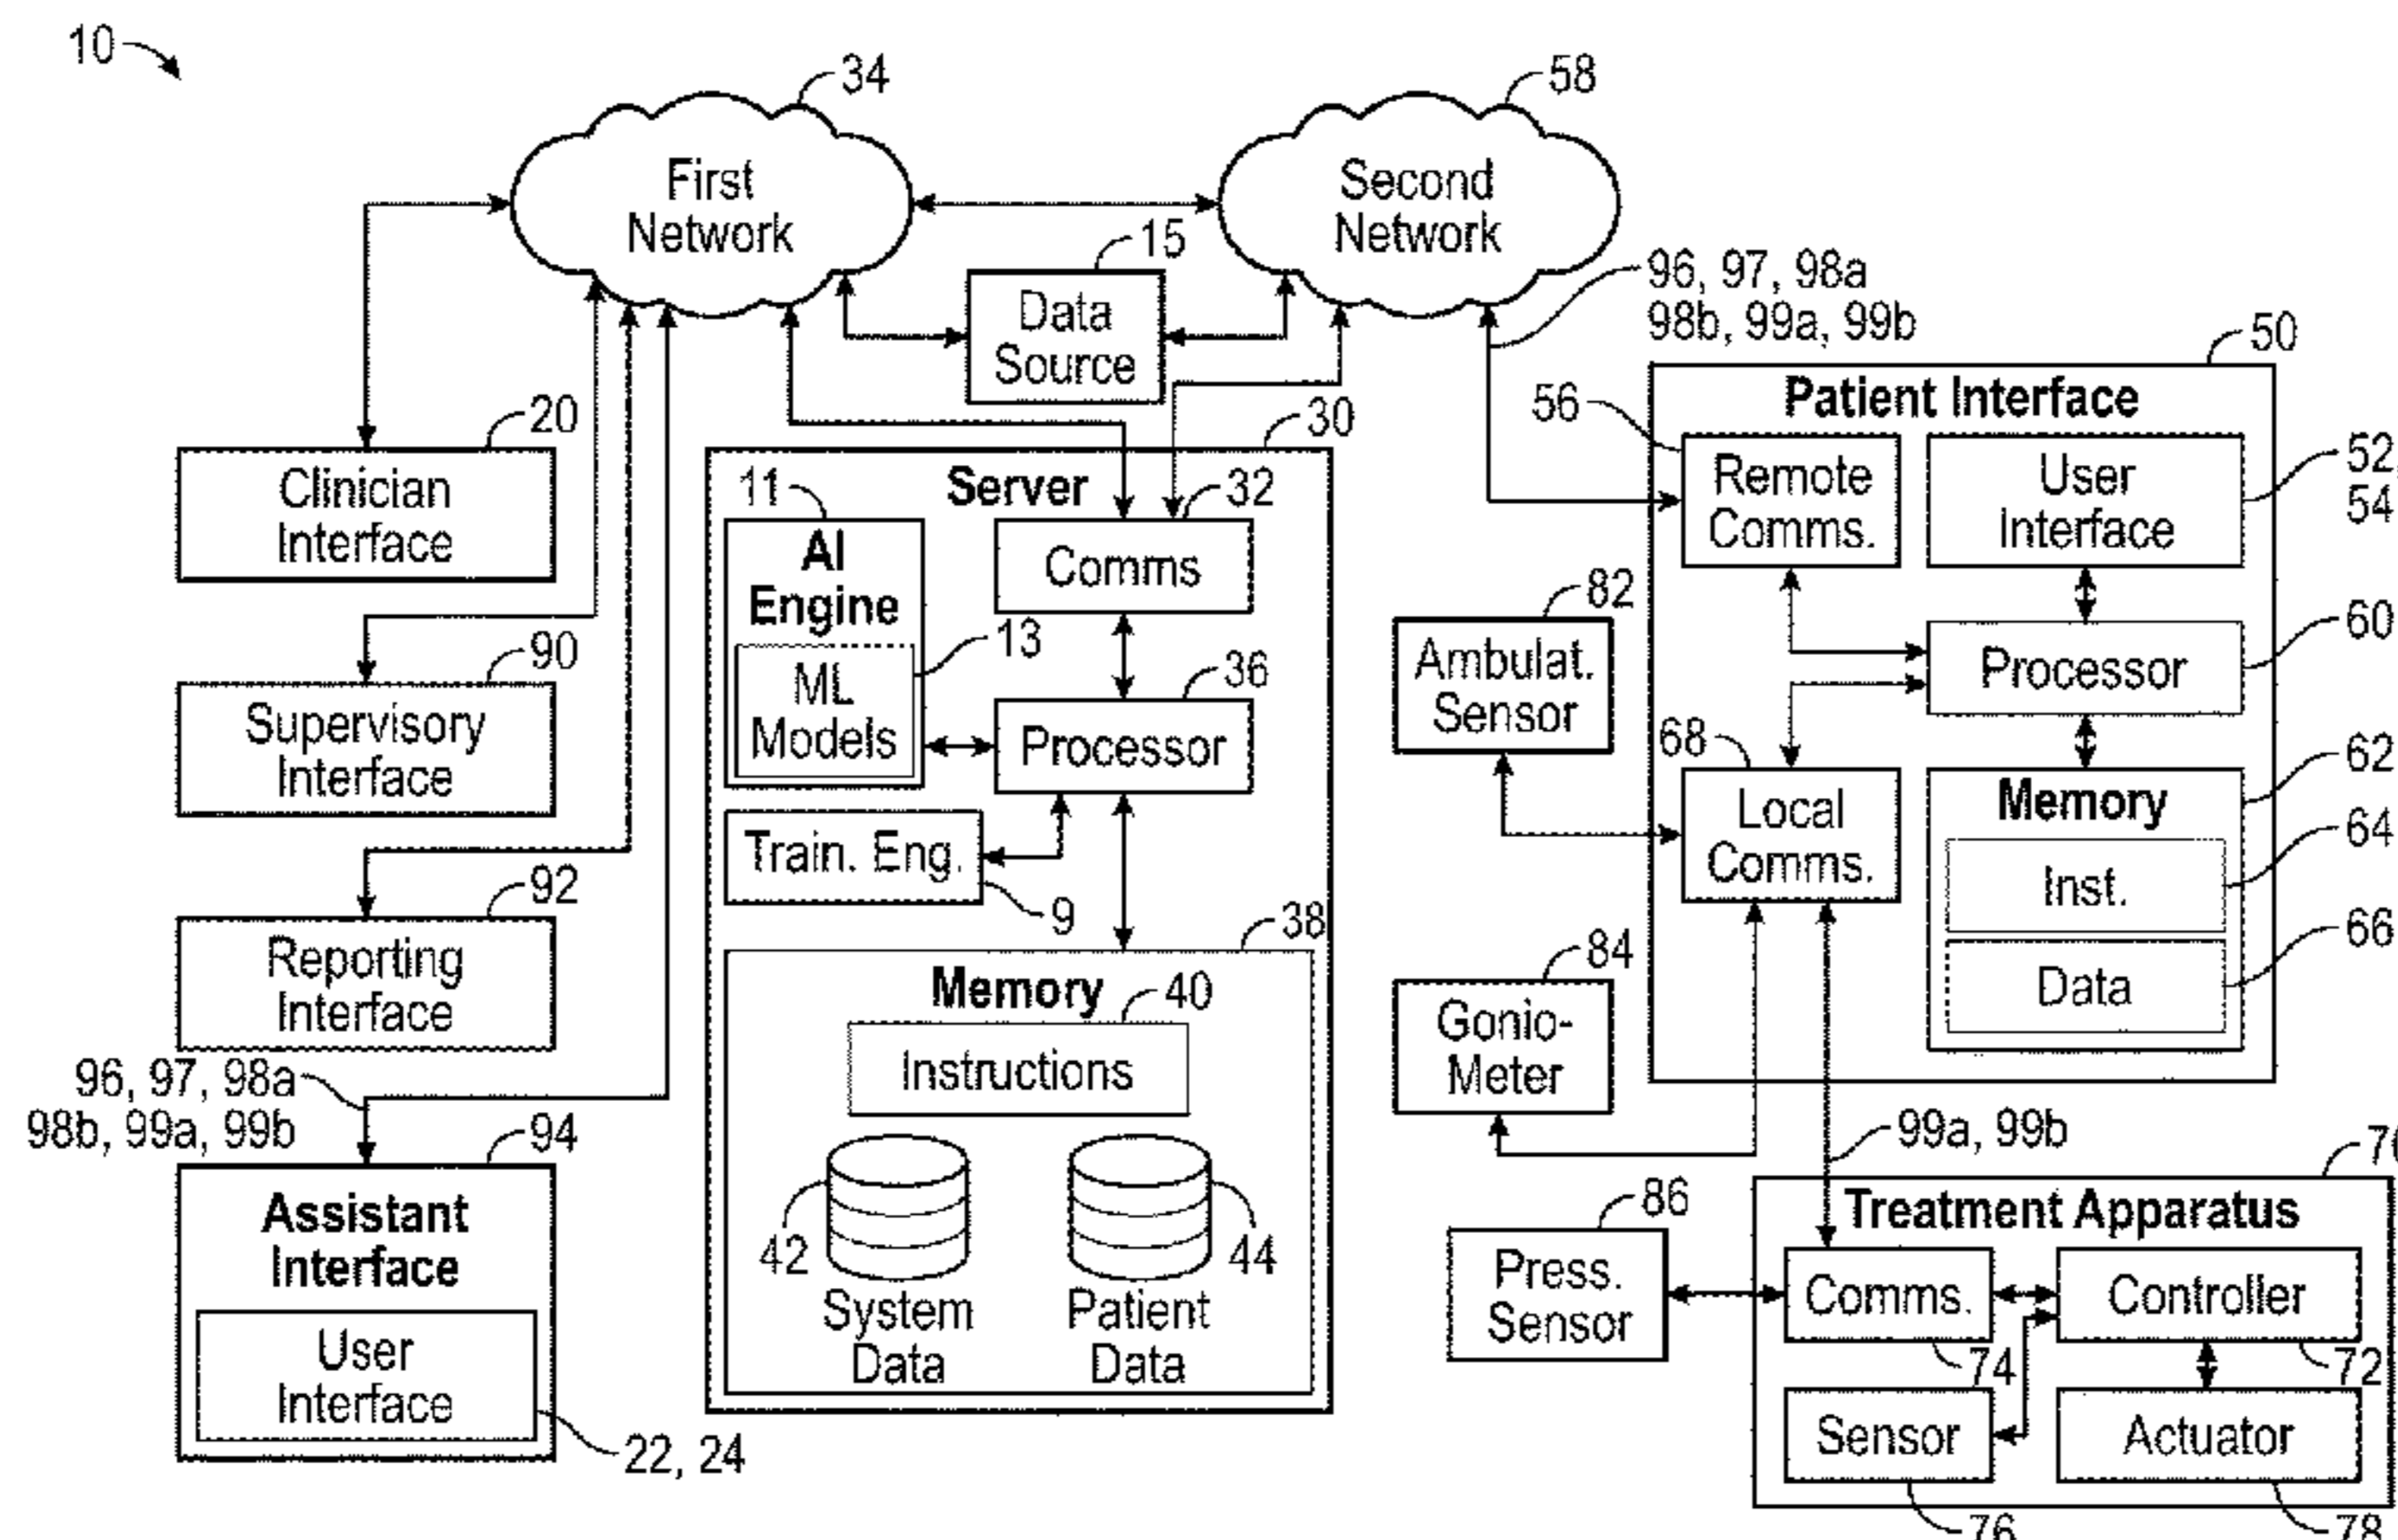 10
34
First
Network
58
Second
Network
15
Data
Source
96, 97, 98a
98b, 99a, 99b
20
Clinician
Interface
90
Supervisory
Interface
92
Reporting
Interface
96, 97, 98a
98b, 99a, 99b
94
Assistant
Interface
User
Interface
22, 24
30
Server
11
AI
Engine
13
ML
Models
32
Comms
36
Processor
Train. Eng.
9
38
Memory
40
Instructions
42
System
Data
44
Patient
Data
50
Patient Interface
56
Remote
Comms.
User
Interface
52,
54
60
Processor
68
Local
Comms.
62
Memory
64
Inst.
66
Data
82
Ambulat.
Sensor
84
Gonio-
Meter
99a, 99b
86
Press.
Sensor
Treatment Apparatus
Comms.
74
Controller
72
Sensor
76
Actuator
78